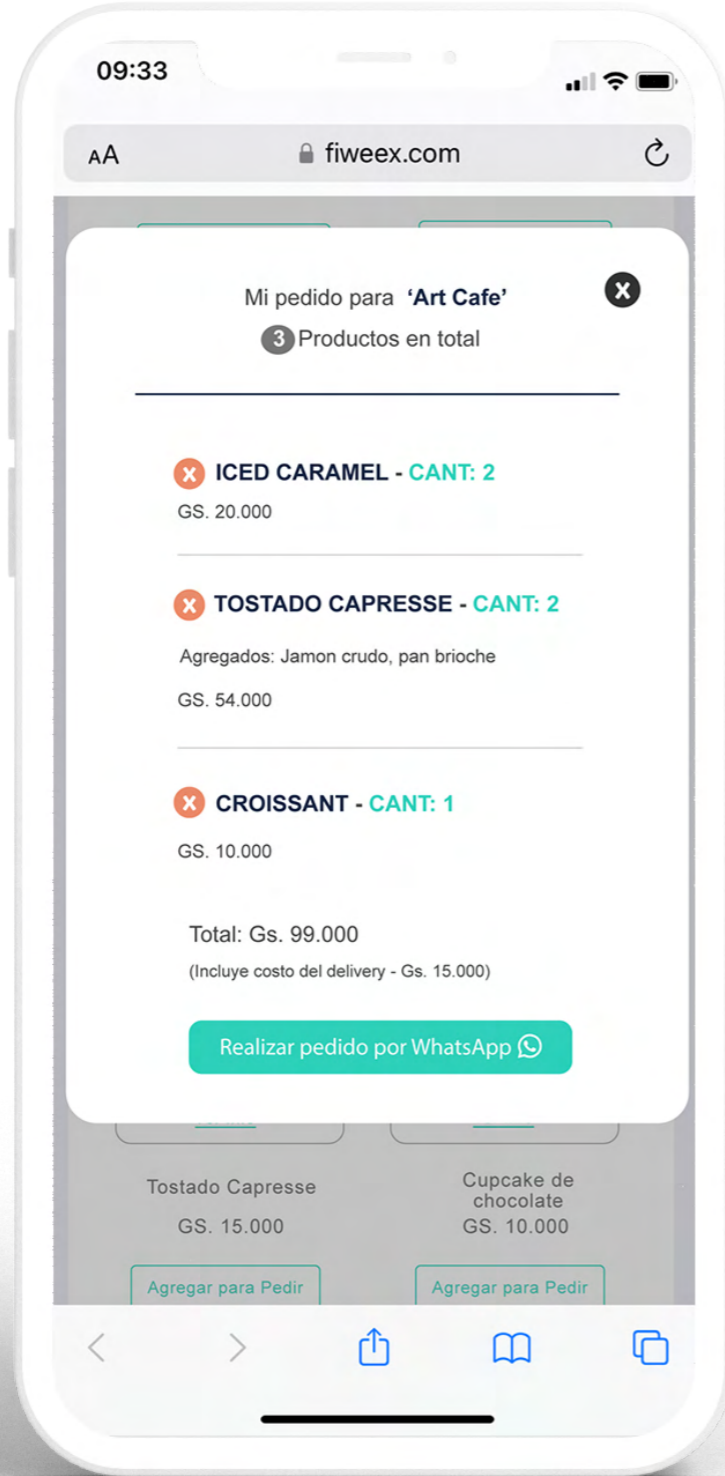 09:33
AA fiweex.com
Mi pedido para ‘Art Cafe’
3 Productos en total
ICED CARAMEL - CANT: 2
GS. 20.000
TOSTADO CAPRESSE - CANT: 2
Agregados: Jamon crudo, pan brioche
GS. 54.000
CROISSANT - CANT: 1
GS. 10.000
Total: Gs. 99.000
(Incluye costo del delivery - Gs. 15.000)
Realizar pedido por WhatsApp
Tostado Capresse
GS. 15.000
Agregar para Pedir
Cupcake de
chocolate
GS. 10.000
Agregar para Pedir